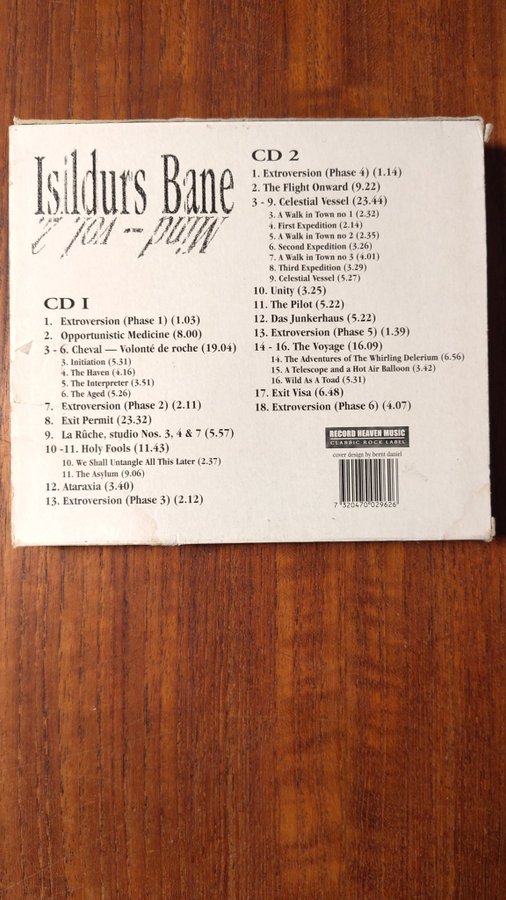 Isildurs Bane
Mind - vol 2
CD 1
1. Extroversion (Phase 1) (1.03)
2. Opportunistic Medicine (8.00)
3 - 6. Cheval — Volonté de roche (19.04)
3. Initiation (5.31)
4. The Haven (4.16)
5. The Interpreter (3.51)
6. The Aged (5.26)
7. Extroversion (Phase 2) (2.11)
8. Exit Permit (23.32)
9. La Rûche, studio Nos. 3, 4 & 7 (5.57)
10 -11. Holy Fools (11.43)
10. We Shall Untangle All This Later (2.37)
11. The Asylum (9.06)
12. Ataraxia (3.40)
13. Extroversion (Phase 3) (2.12)
CD 2
1. Extroversion (Phase 4) (1.14)
2. The Flight Onward (9.22)
3 - 9. Celestial Vessel (23.44)
3. A Walk in Town no 1 (2.32)
4. First Expedition (2.14)
5. A Walk in Town no 2 (2.35)
6. Second Expedition (3.26)
7. A Walk in Town no 3 (4.01)
8. Third Expedition (3.29)
9. Celestial Vessel (5.27)
10. Unity (3.25)
11. The Pilot (5.22)
12. Das Junkerhaus (5.22)
13. Extroversion (Phase 5) (1.39)
14 - 16. The Voyage (16.09)
14. The Adventures of The Whirling Delerium (6.56)
15. A Telescope and a Hot Air Balloon (3.42)
16. Wild As a Toad (5.31)
17. Exit Visa (6.48)
18. Extroversion (Phase 6) (4.07)
RECORD HEAVEN MUSIC
CLASSIC ROCK LABEL
cover design by bernt daniel
7 320470 029626